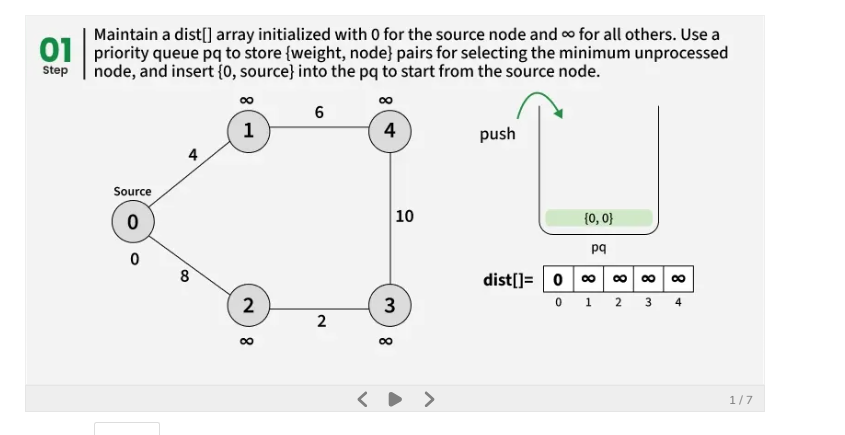 01
Step
Maintain a dist[] array initialized with 0 for the source node and ∞ for all others. Use a
priority queue pq to store {weight, node} pairs for selecting the minimum unprocessed
node, and insert {0, source} into the pq to start from the source node.
∞
∞
6
1
4
4
push
Source
0
10
{0, 0}
0
8
pq
dist[]= 0 ∞ ∞ ∞ ∞
0 1 2 3 4
2
3
2
∞
∞
1 / 7